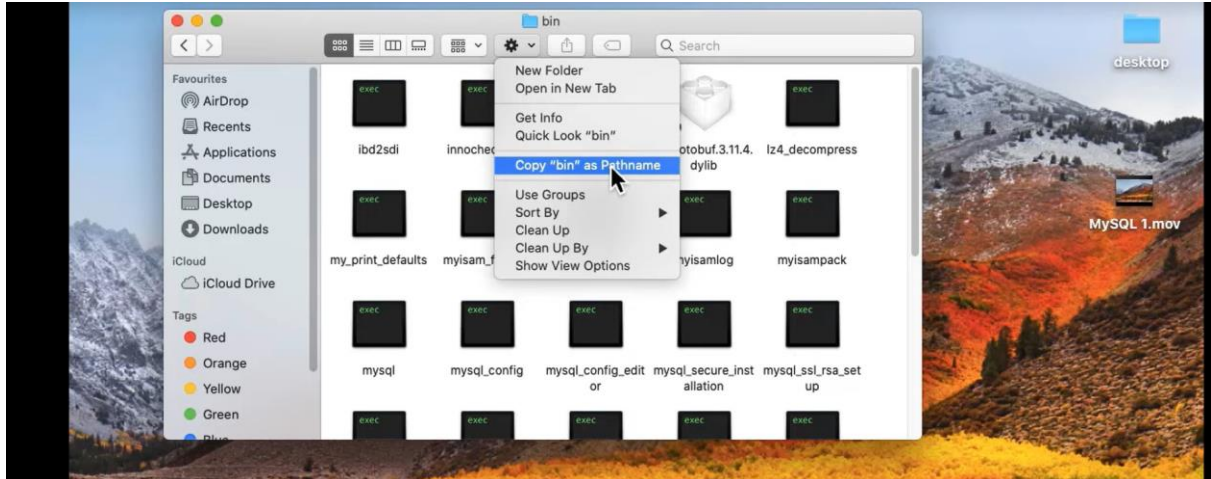 bin
Search
Favourites
AirDrop
Recents
Applications
Documents
Desktop
Downloads
iCloud
iCloud Drive
Tags
Red
Orange
Yellow
Green
Blue
New Folder
Open in New Tab
Get Info
Quick Look “bin”
Copy “bin” as Pathname
Use Groups
Sort By
Clean Up
Clean Up By
Show View Options
exec
exec
exec
ibd2sdi
innochec
otobuf.3.11.4.
dylib
lz4_decompress
exec
exec
exec
exec
my_print_defaults
myisam_f
myisamlog
myisampack
exec
exec
exec
exec
exec
mysql
mysql_config
mysql_config_edit
or
mysql_secure_inst
allation
mysql_ssl_rsa_set
up
exec
exec
exec
exec
exec
desktop
MySQL 1.mov